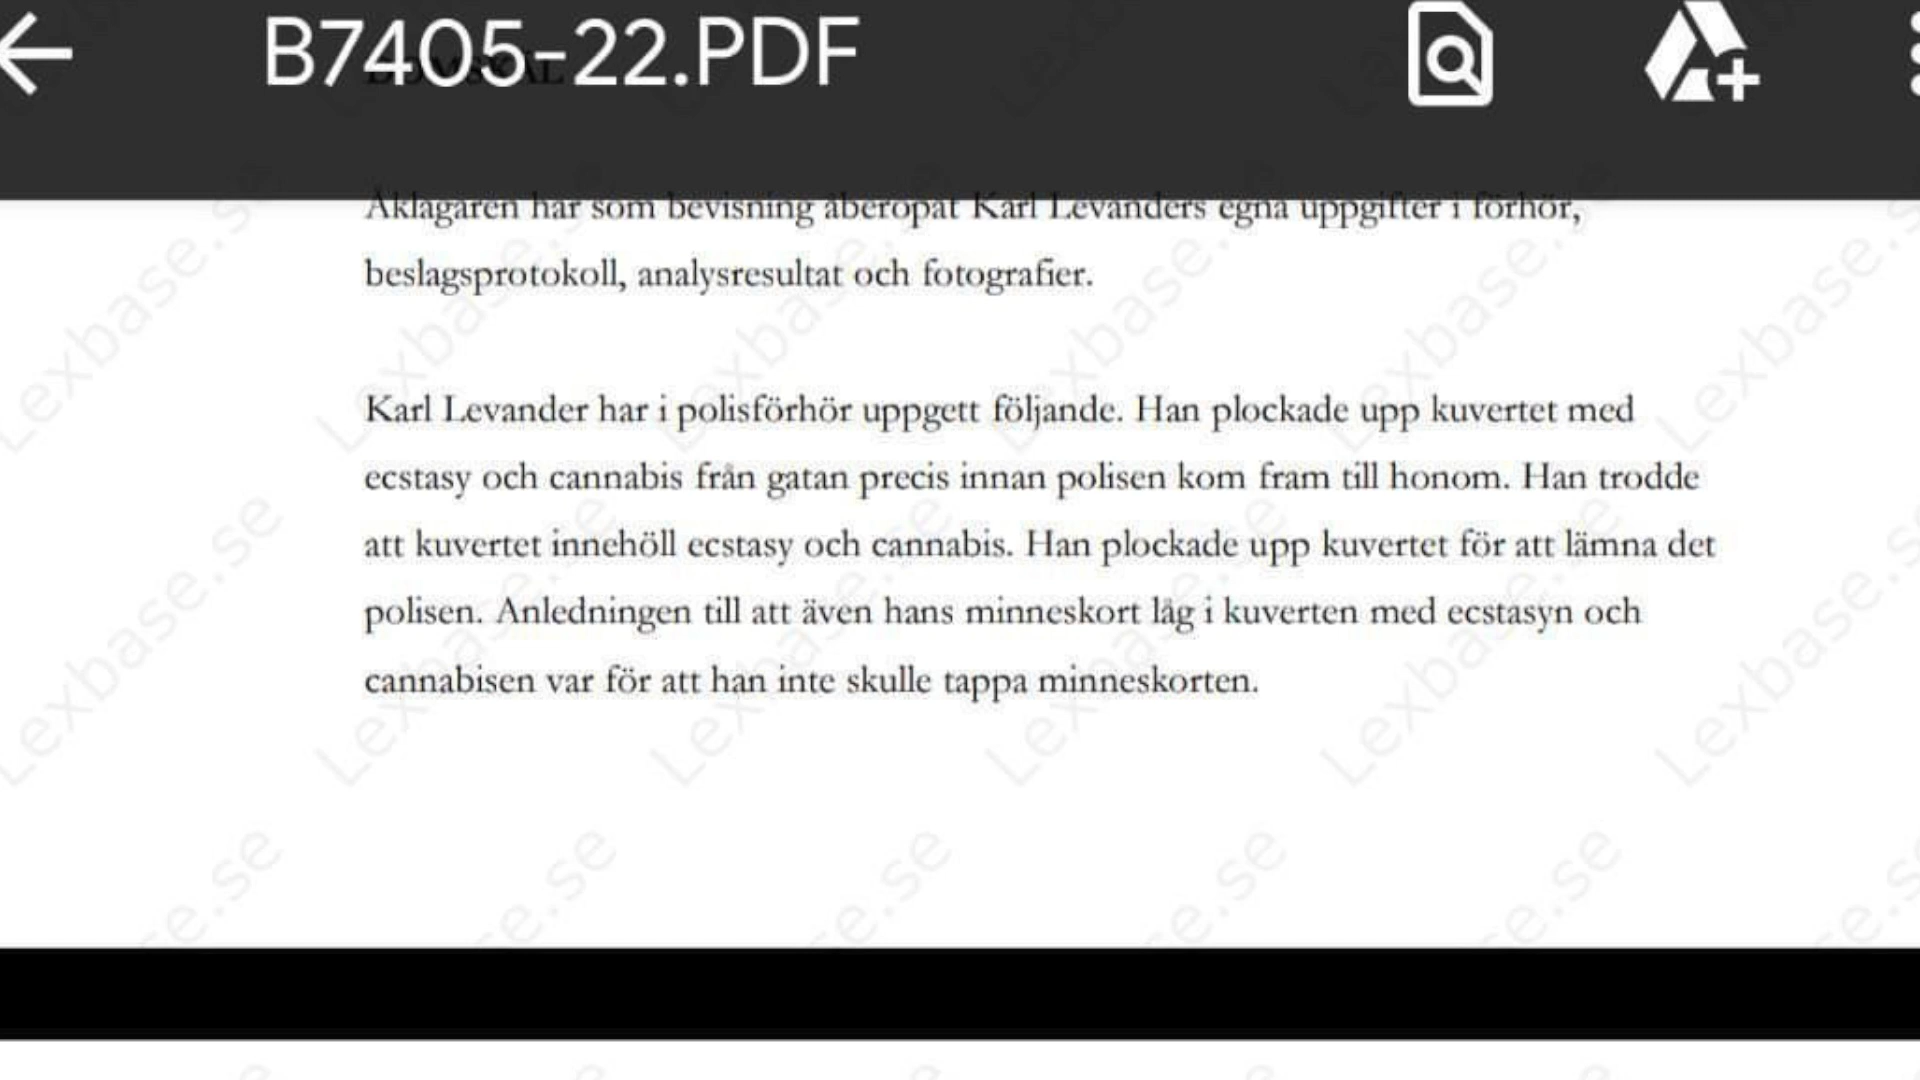 B7405-22.PDF
Åklagaren har som bevisning åberopat Karl Levanders egna uppgifter i förhör,
beslagsprotokoll, analysresultat och fotografier.
Karl Levander har i polisförhör uppgett följande. Han plockade upp kuvertet med
ecstasy och cannabis från gatan precis innan polisen kom fram till honom. Han trodde
att kuvertet innehöll ecstasy och cannabis. Han plockade upp kuvertet för att lämna det
polisen. Anledningen till att även hans minneskort låg i kuverten med ecstasyn och
cannabisen var för att han inte skulle tappa minneskorten.
Lexbase.se